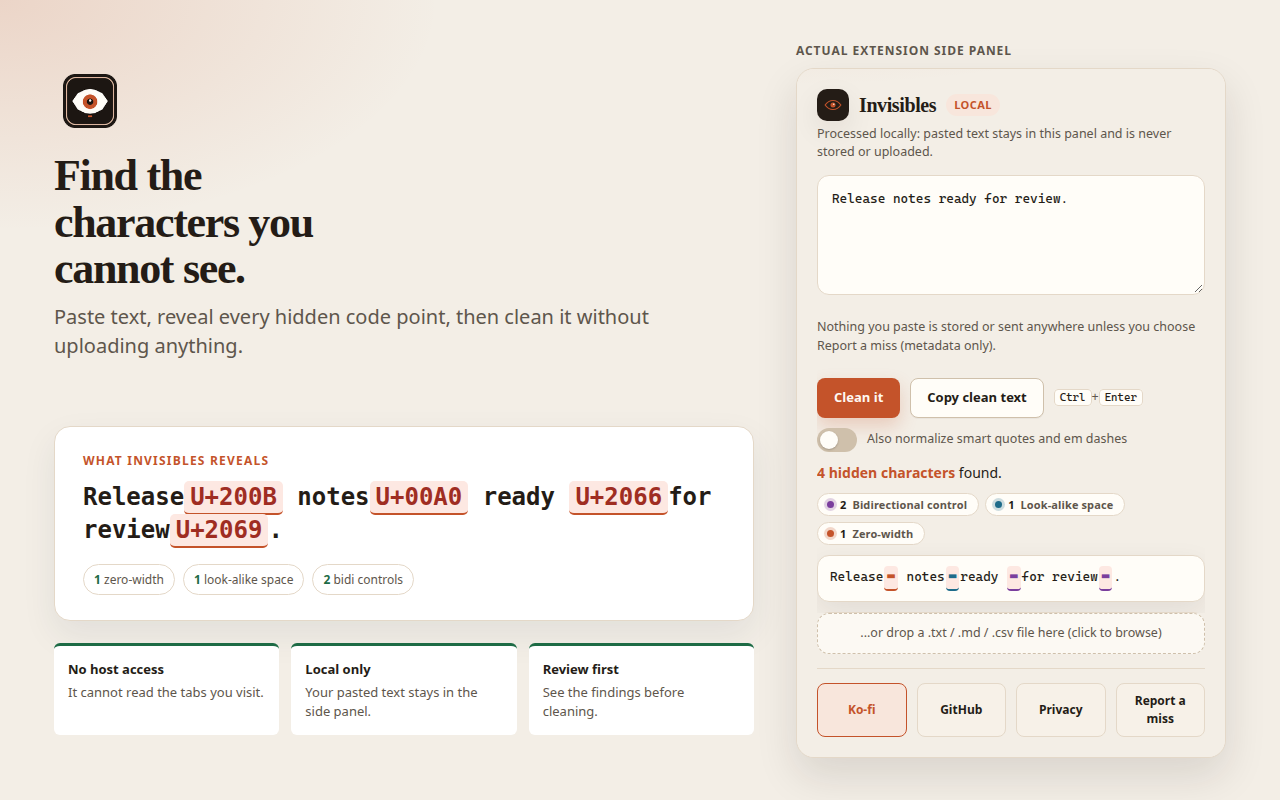 Find the
characters you
cannot see.
Paste text, reveal every hidden code point, then clean it without
uploading anything.
WHAT INVISIBLES REVEALS
ReleaseU+200B notesU+00A0 ready U+2066for
reviewU+2069.
1 zero-width 1 look-alike space 2 bidi controls
No host access
It cannot read the tabs you visit.
Local only
Your pasted text stays in the
side panel.
Review first
See the findings before
cleaning.
ACTUAL EXTENSION SIDE PANEL
Invisibles LOCAL
Processed locally: pasted text stays in this panel and is never
stored or uploaded.
Release notes ready for review.
Nothing you paste is stored or sent anywhere unless you choose
Report a miss (metadata only).
Clean it Copy clean text Ctrl+Enter
Also normalize smart quotes and em dashes
4 hidden characters found.
2 Bidirectional control 1 Look-alike space
1 Zero-width
Release notes ready for review.
...or drop a .txt / .md / .csv file here (click to browse)
Ko-fi GitHub Privacy Report a
miss